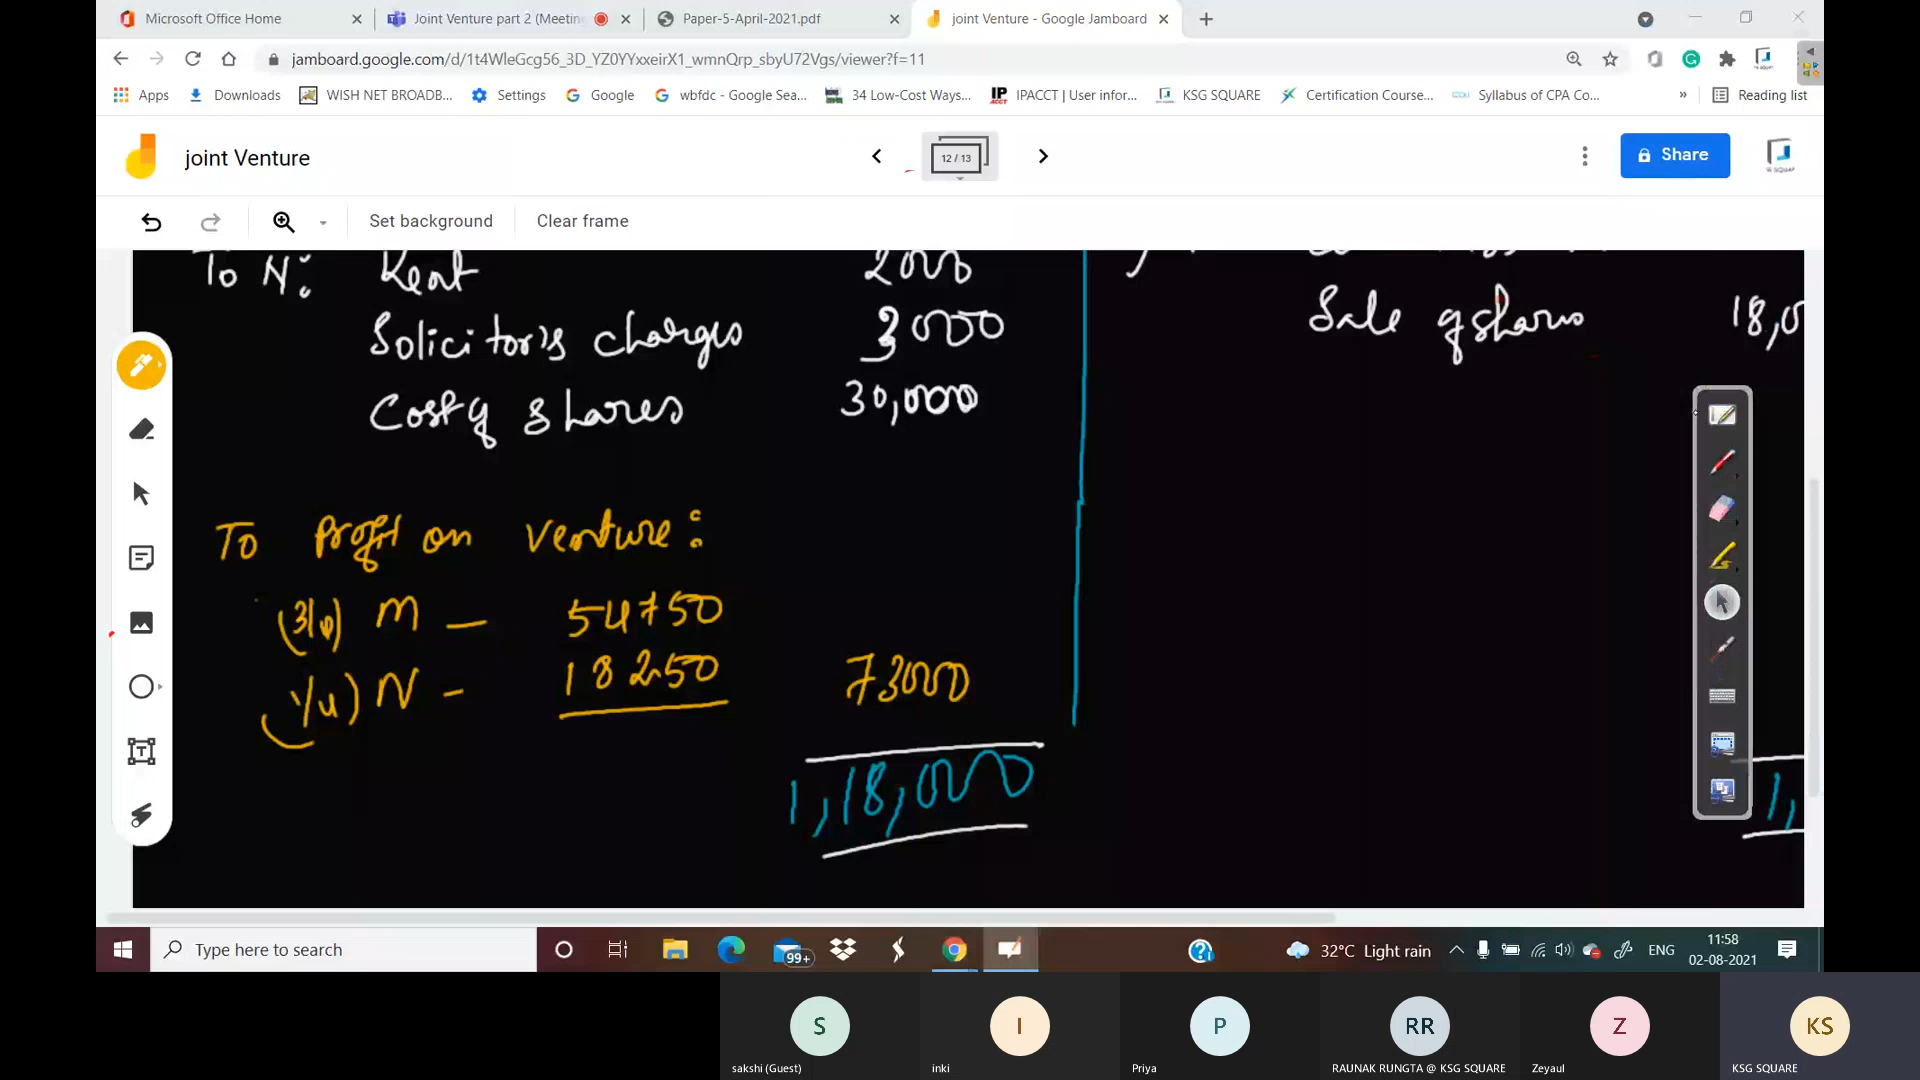 Microsoft Office Home
Joint Venture part 2 (Meetin
Paper-5-April-2021.pdf
joint Venture - Google Jamboard
jamboard.google.com/d/1t4WleGcg56_3D_YZ0YYxxeirX1_wmnQrp_sbyU72Vgs/viewer?f=11
Apps
Downloads
WISH NET BROADB...
Settings
Google
wbfdc - Google Sea...
34 Low-Cost Ways...
IPACCT | User infor...
KSG SQUARE
Certification Course...
Syllabus of CPA Co...
»
Reading list
joint Venture
12 / 13
Share
Set background
Clear frame
To N: Rent 2000
Solicitor's charges 3000
Cost of shares 30,000
Sale of shares 18,0
To Profit on venture:
M — 54750
(1/4) N - 18250 73000
1,18,000
1,
Type here to search
99+
32°C Light rain
ENG
11:58
02-08-2021
S
I
P
RR
Z
KS
sakshi (Guest)
inki
Priya
RAUNAK RUNGTA @ KSG SQUARE
Zeyaul
KSG SQUARE